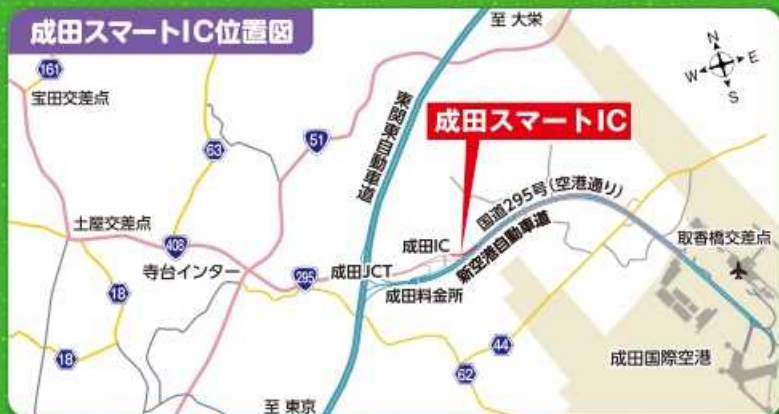 成田スマートIC位置図
至 大栄
N
W
E
S
161
宝田交差点
51
東関東自動車道
成田スマートIC
63
国道295号(空港通り)
土屋交差点
408
成田IC
新空港自動車道
取香橋交差点
寺台インター
295
成田JCT
成田料金所
18
18
44
成田国際空港
62
至 東京